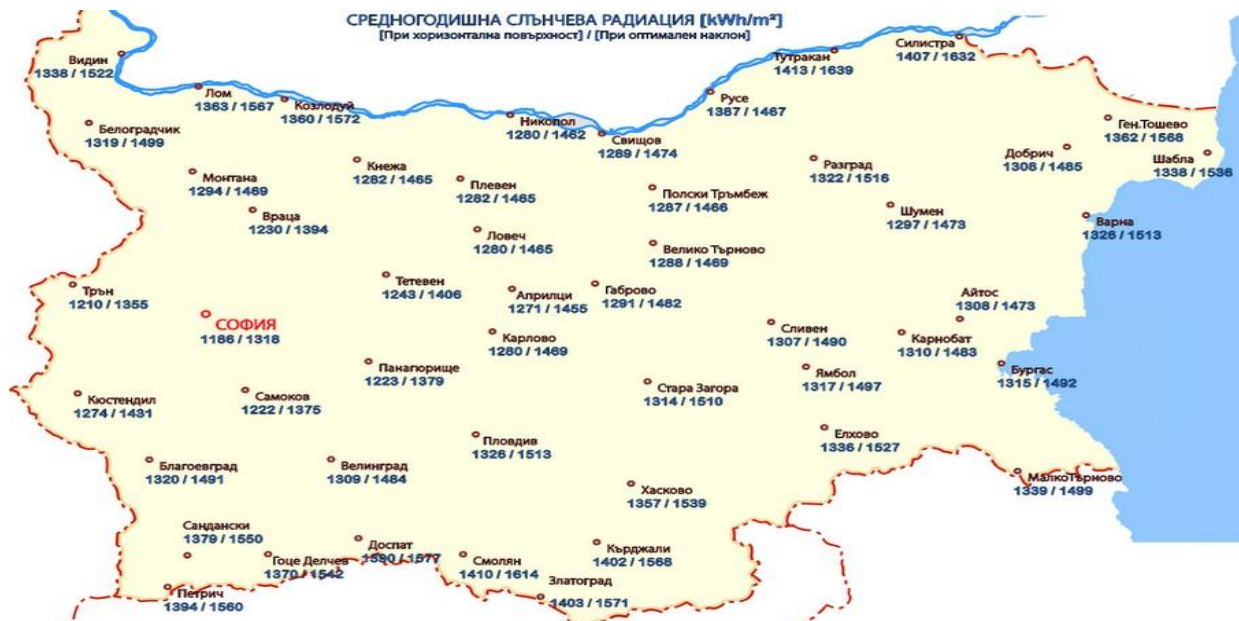 СРЕДНОГОДИШНА СЛЪНЧЕВА РАДИАЦИЯ [kWh/m²]
[При хоризонтална повърхност] / [При оптимален наклон]
Видин
1338 / 1522
Лом
1363 / 1567
Козлодуй
1360 / 1572
Белоградчик
1319 / 1499
Монтана
1294 / 1469
Враца
1230 / 1394
Кнежа
1282 / 1465
Никопол
1280 / 1462
Плевен
1282 / 1465
Свищов
1289 / 1474
Русе
1387 / 1467
Тутракан
1413 / 1639
Силистра
1407 / 1632
Ген.Тошево
1362 / 1568
Добрич
1308 / 1485
Шабла
1338 / 1536
Разград
1322 / 1516
Полски Тръмбеж
1287 / 1466
Шумен
1297 / 1473
Варна
1326 / 1513
Ловеч
1280 / 1465
Велико Търново
1288 / 1469
Трън
1210 / 1355
Тетевен
1243 / 1406
Априлци
1271 / 1455
Габрово
1291 / 1482
Айтос
1308 / 1473
СОФИЯ
1186 / 1318
Карлово
1280 / 1469
Сливен
1307 / 1490
Карнобат
1310 / 1483
Панагюрище
1223 / 1379
Ямбол
1317 / 1497
Бургас
1315 / 1492
Кюстендил
1274 / 1431
Самоков
1222 / 1375
Стара Загора
1314 / 1510
Пловдив
1326 / 1513
Елхово
1336 / 1527
Благоевград
1320 / 1491
Велинград
1309 / 1484
МалкоТърново
1339 / 1499
Хасково
1357 / 1539
Сандански
1379 / 1550
Гоце Делчев
1370 / 1542
Доспат
1390 / 1577
Смолян
1410 / 1614
Кърджали
1402 / 1568
Петрич
1394 / 1560
Златоград
1403 / 1571